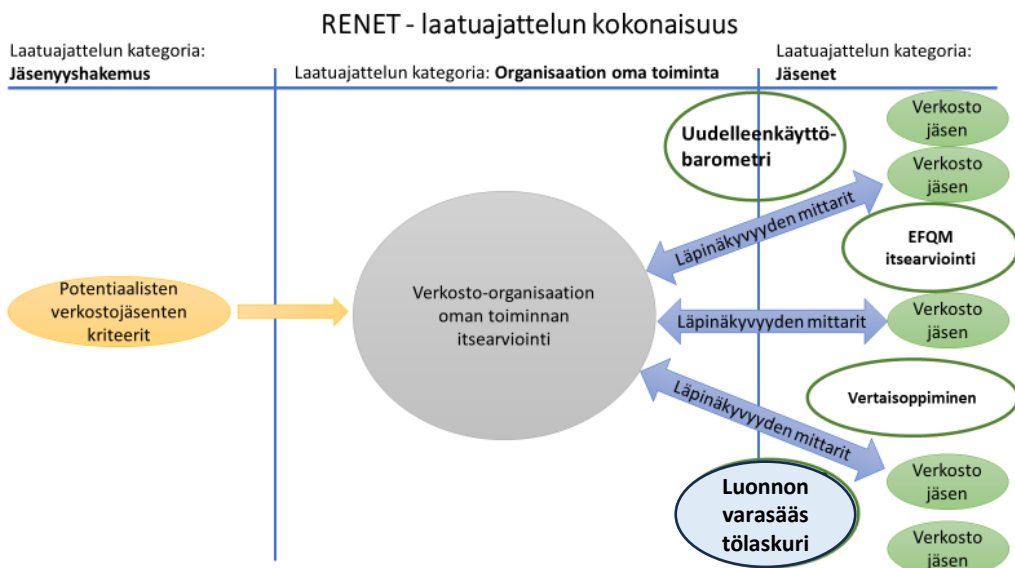 RENET - laatuajattelun kokonaisuus
Laatuajattelun kategoria:
Jäsenyyshakemus
Laatuajattelun kategoria: Organisaation oma toiminta
Laatuajattelun kategoria:
Jäsenet
Potentiaalisten
verkostojäsenten
kriteerit
Verkosto-organisaation
oman toiminnan
itsearviointi
Uudelleenkäyttö-
barometri
Läpinäkyvyyden mittarit
Läpinäkyvyyden mittarit
Läpinäkyvyyden mittarit
Luonnon
varasääs
tölaskuri
Verkosto
jäsen
Verkosto
jäsen
EFQM
itsearviointi
Verkosto
jäsen
Vertaisoppiminen
Verkosto
jäsen
Verkosto
jäsen